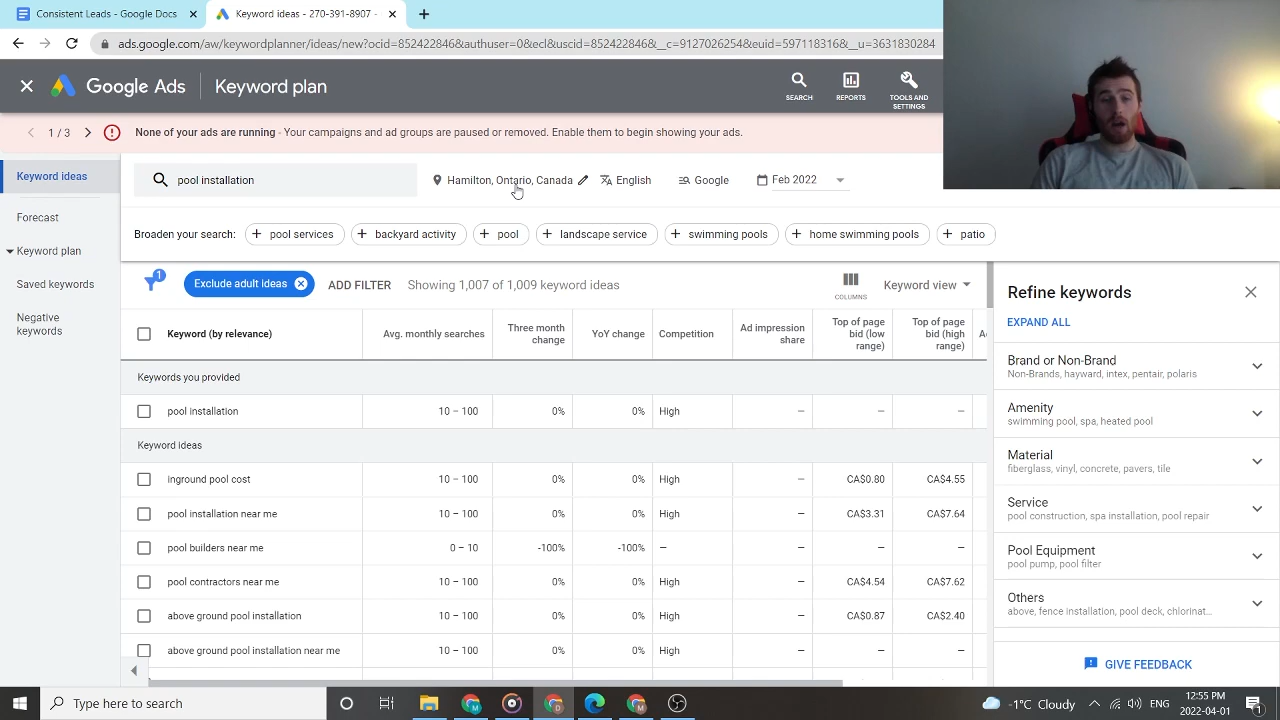 Consistent Leads - Google Docs
Keyword ideas - 270-391-8907 -
ads.google.com/aw/keywordplanner/ideas/new?ocid=852422846&authuser=0&ecl&uscid=852422846&__c=9127026254&euid=597118316&__u=3631830284
Google Ads
Keyword plan
SEARCH
REPORTS
TOOLS AND
SETTINGS
1 / 3
None of your ads are running - Your campaigns and ad groups are paused or removed. Enable them to begin showing your ads.
Keyword ideas
Forecast
Keyword plan
Saved keywords
Negative
keywords
pool installation
Hamilton, Ontario, Canada
English
Google
Feb 2022
Broaden your search:
pool services
backyard activity
pool
landscape service
swimming pools
home swimming pools
patio
1
Exclude adult ideas
ADD FILTER
Showing 1,007 of 1,009 keyword ideas
COLUMNS
Keyword view
Keyword (by relevance)
Avg. monthly searches
Three month
change
YoY change
Competition
Ad impression
share
Top of page
bid (low
range)
Top of page
bid (high
range)
Keywords you provided
pool installation 10 – 100 0% 0% High – – –
Keyword ideas
inground pool cost 10 – 100 0% 0% High – CA$0.80 CA$4.55
pool installation near me 10 – 100 0% 0% High – CA$3.31 CA$7.64
pool builders near me 0 – 10 -100% -100% – – – –
pool contractors near me 10 – 100 0% 0% High – CA$4.54 CA$7.62
above ground pool installation 10 – 100 0% 0% High – CA$0.87 CA$2.40
above ground pool installation near me 10 – 100 0% 0% High – – –
Refine keywords
EXPAND ALL
Brand or Non-Brand
Non-Brands, hayward, intex, pentair, polaris
Amenity
swimming pool, spa, heated pool
Material
fiberglass, vinyl, concrete, pavers, tile
Service
pool construction, spa installation, pool repair
Pool Equipment
pool pump, pool filter
Others
above, fence installation, pool deck, chlorinat...
GIVE FEEDBACK
Type here to search
-1°C Cloudy
ENG
12:55 PM
2022-04-01
1